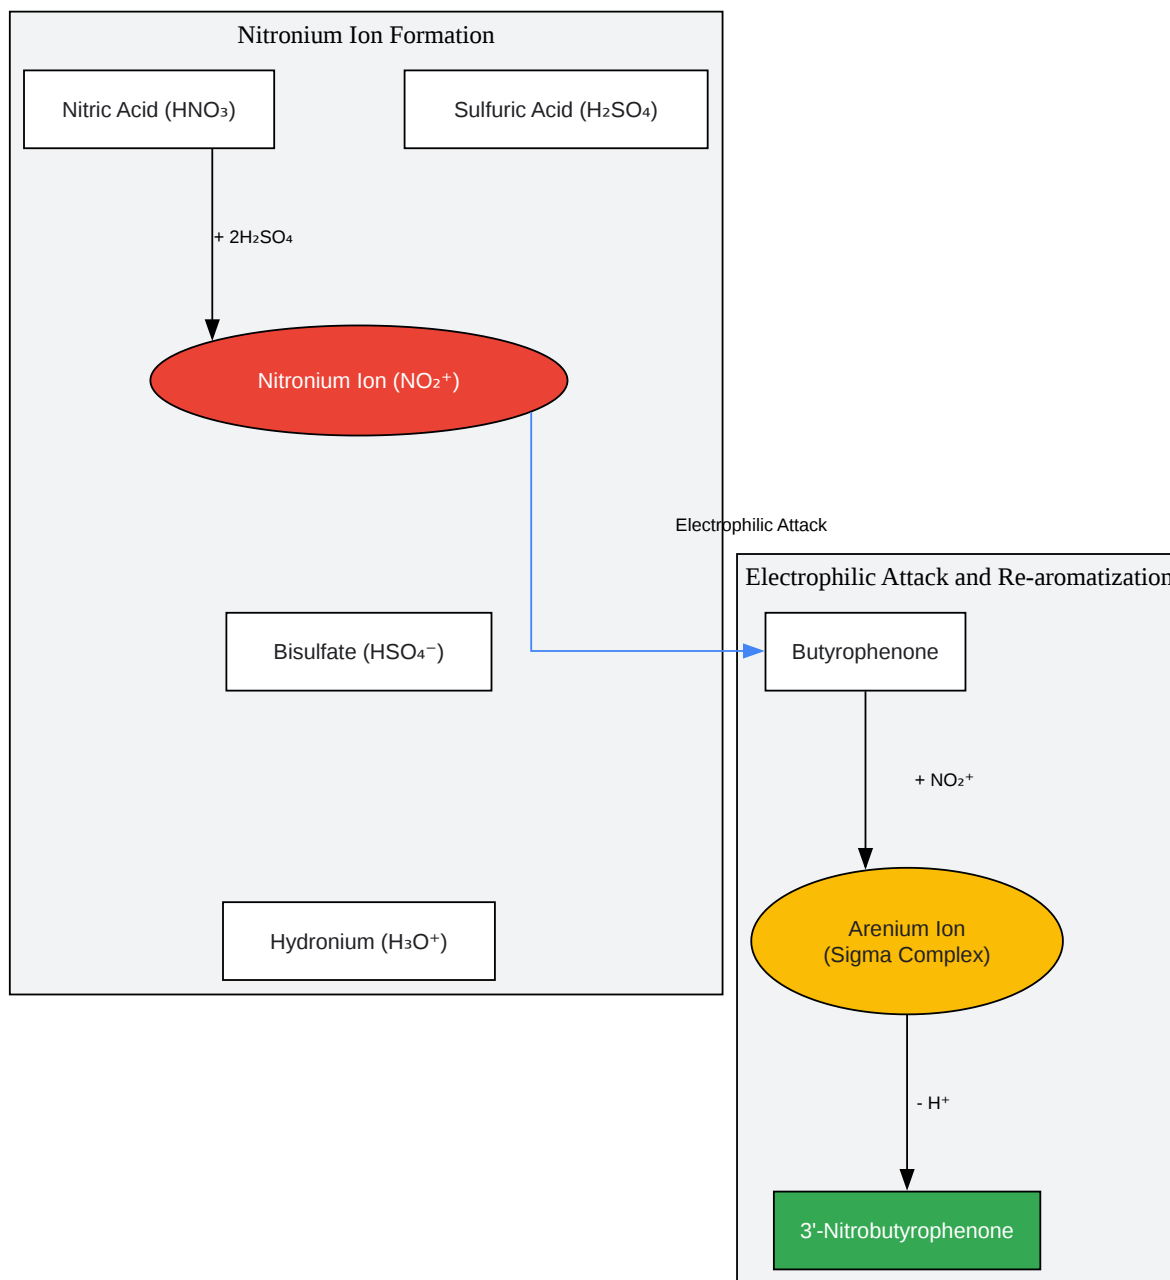 Nitronium Ion Formation
Nitric Acid (HNO₃)
Sulfuric Acid (H₂SO₄)
+ 2H₂SO₄
Nitronium Ion (NO₂⁺)
Electrophilic Attack
Electrophilic Attack and Re-aromatization
Bisulfate (HSO₄⁻)
Butyrophenone
+ NO₂⁺
Arenium Ion
(Sigma Complex)
Hydronium (H₃O⁺)
- H⁺
3'-Nitrobutyrophenone